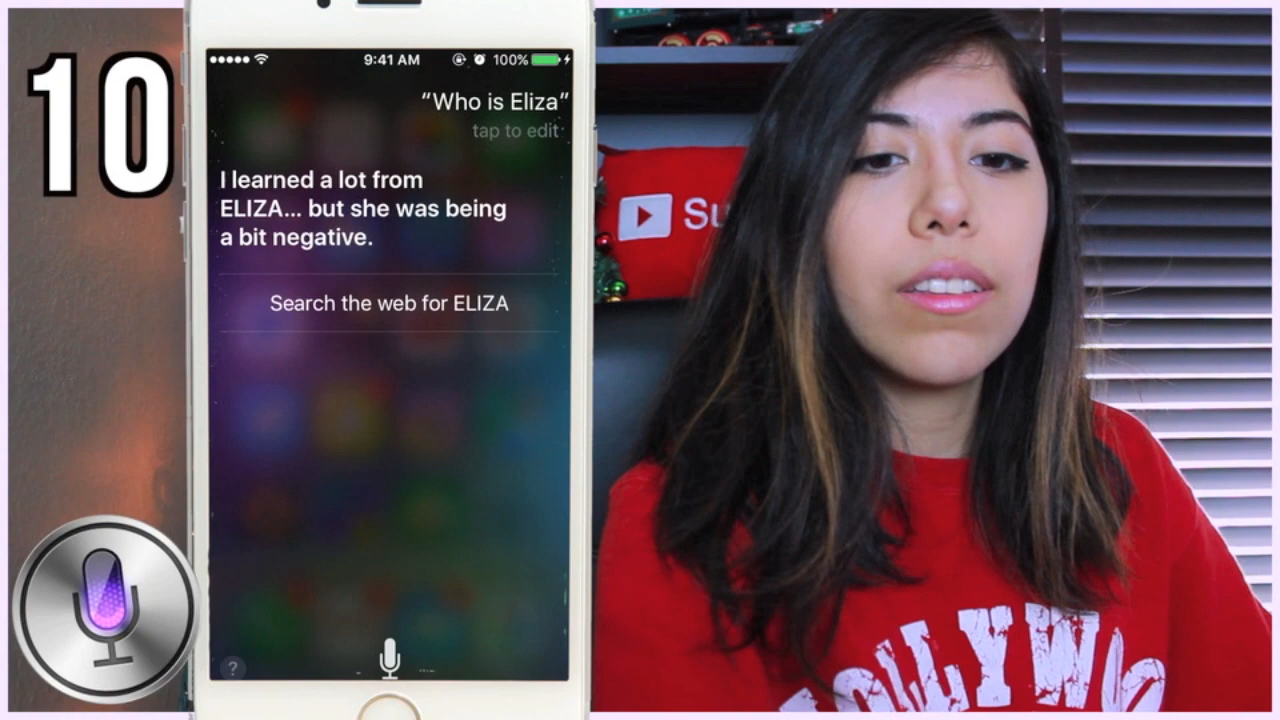 10
9:41 AM
100%
“Who is Eliza”
tap to edit
I learned a lot from
ELIZA... but she was being
a bit negative.
Search the web for ELIZA
?
Su